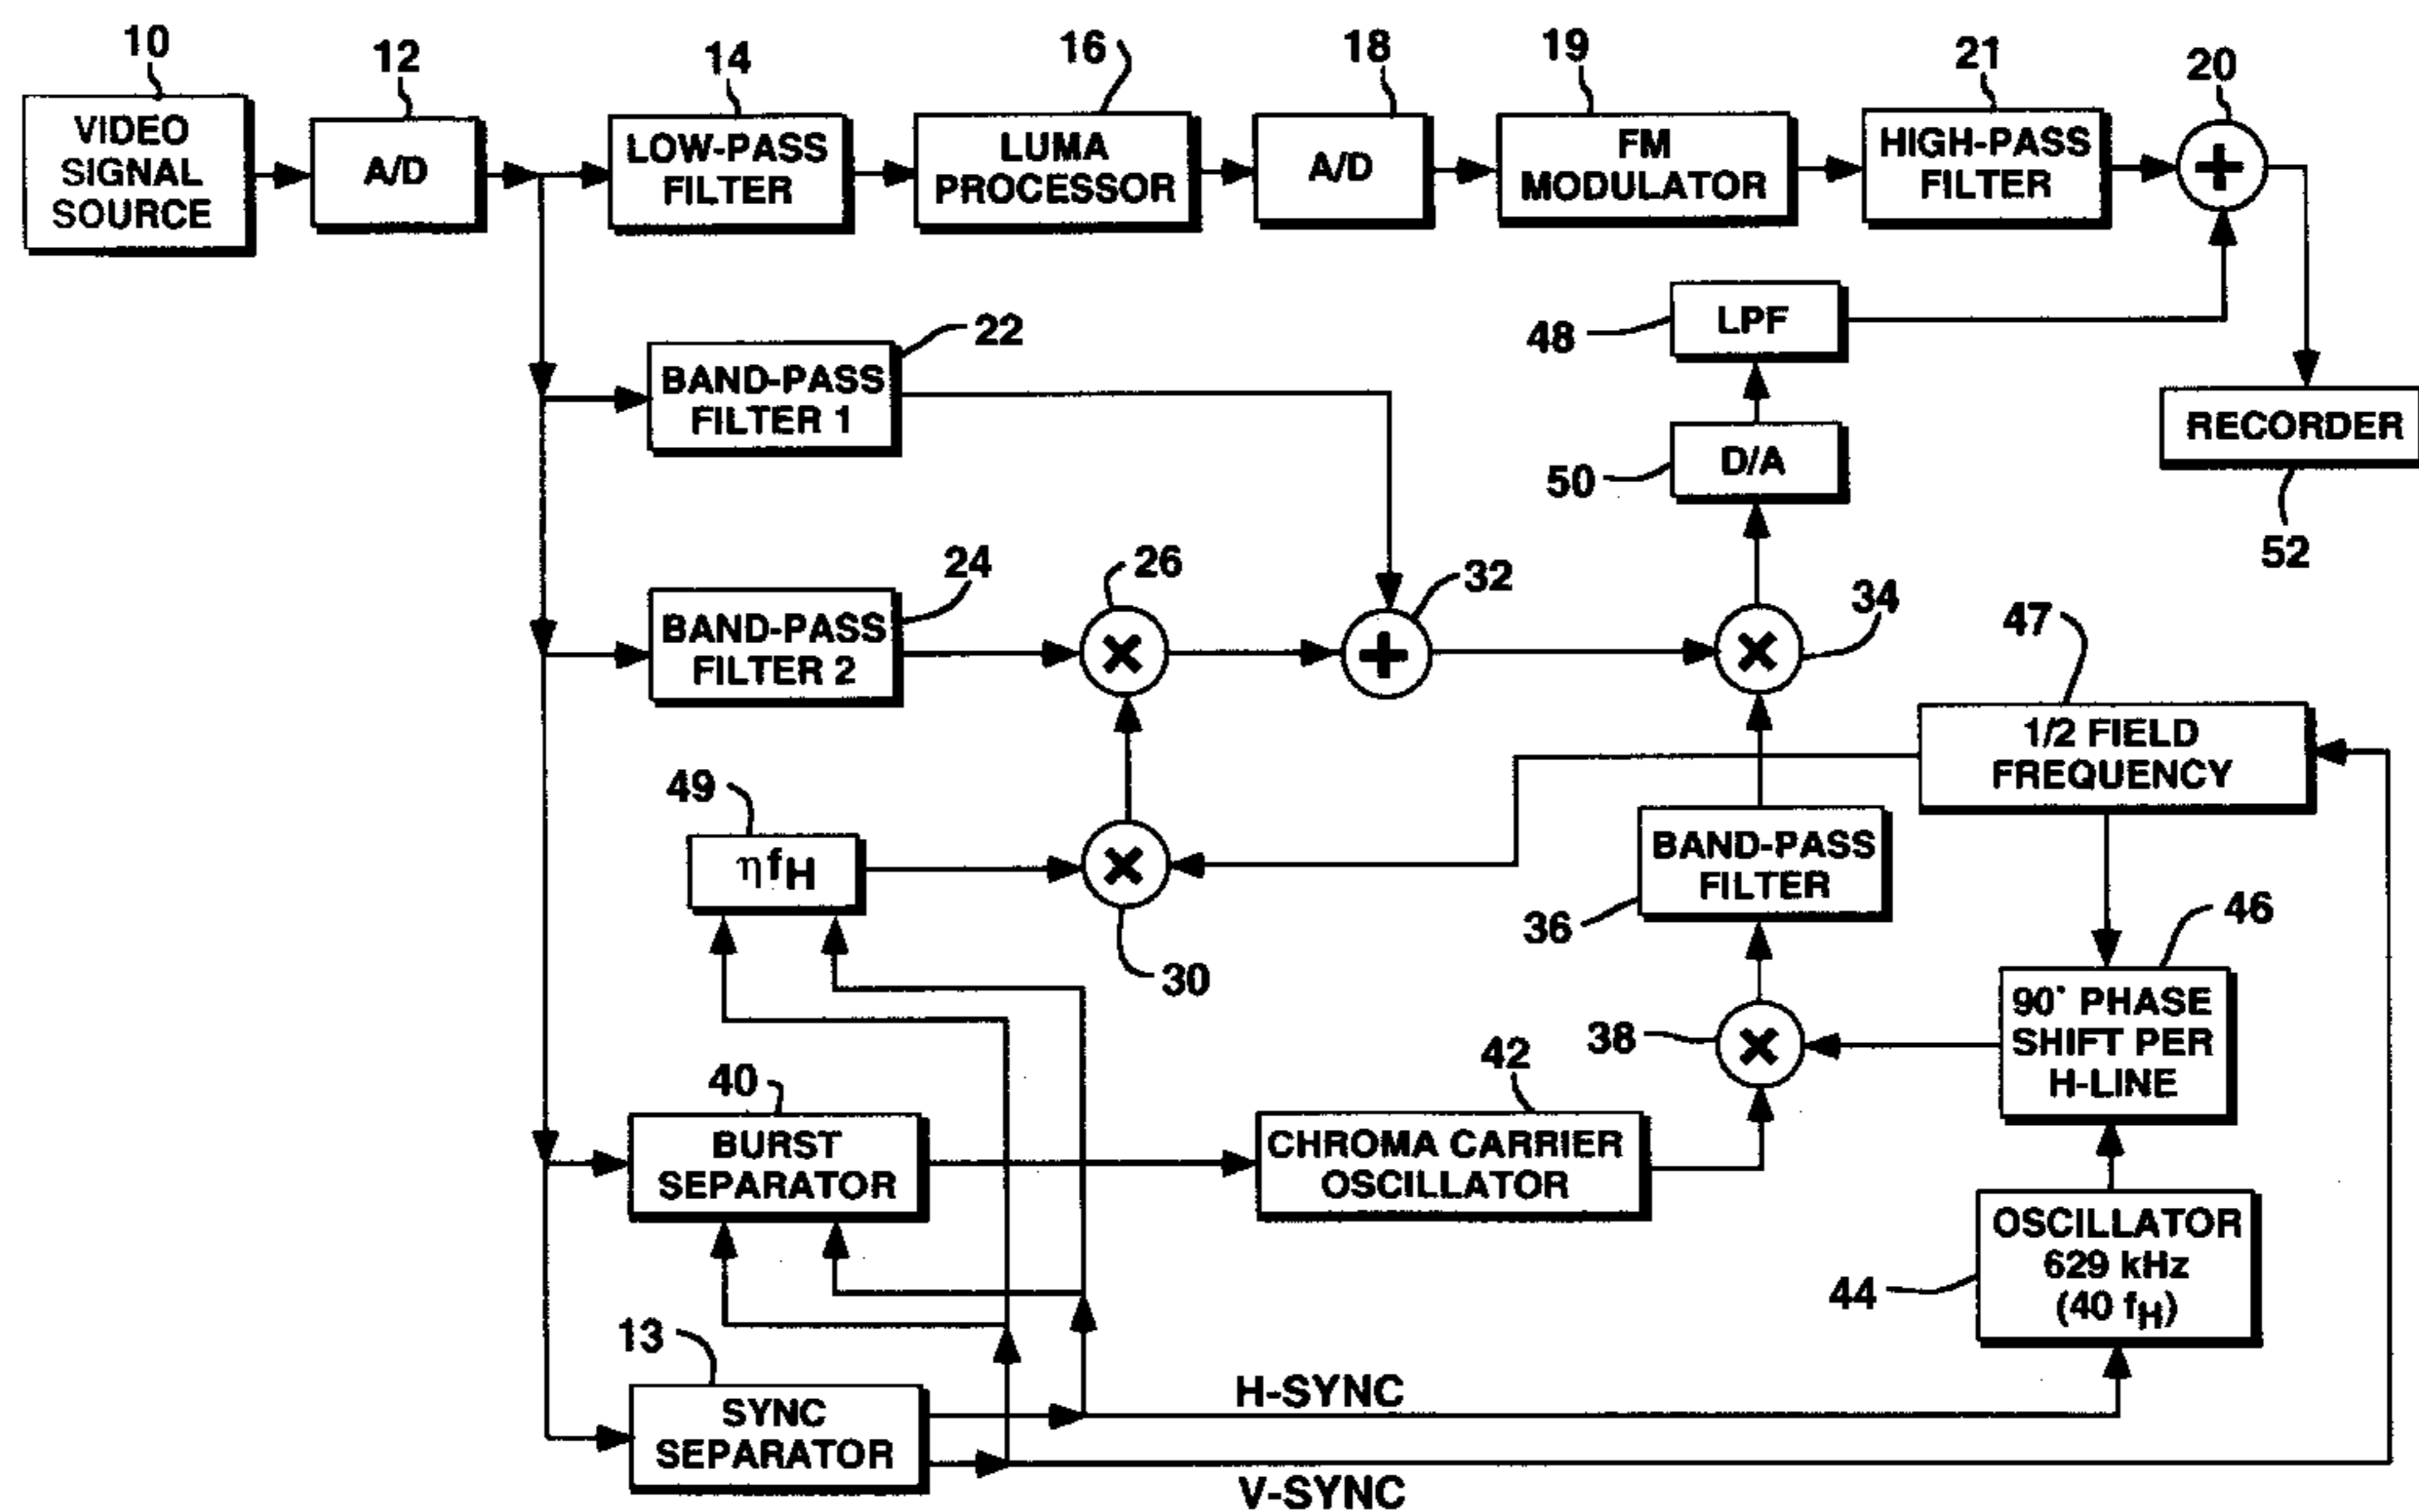 10
12
14
16
18
19
21
20
VIDEO
SIGNAL
SOURCE
A/D
LOW-PASS
FILTER
LUMA
PROCESSOR
A/D
FM
MODULATOR
HIGH-PASS
FILTER
+
22
BAND-PASS
FILTER 1
48
LPF
50
D/A
RECORDER
52
24
BAND-PASS
FILTER 2
26
×
32
+
34
×
47
1/2 FIELD
FREQUENCY
49
ηfH
×
30
BAND-PASS
FILTER
36
46
90° PHASE
SHIFT PER
H-LINE
38
×
40
BURST
SEPARATOR
42
CHROMA CARRIER
OSCILLATOR
OSCILLATOR
629 kHz
(40 fH)
44
13
SYNC
SEPARATOR
H-SYNC
V-SYNC